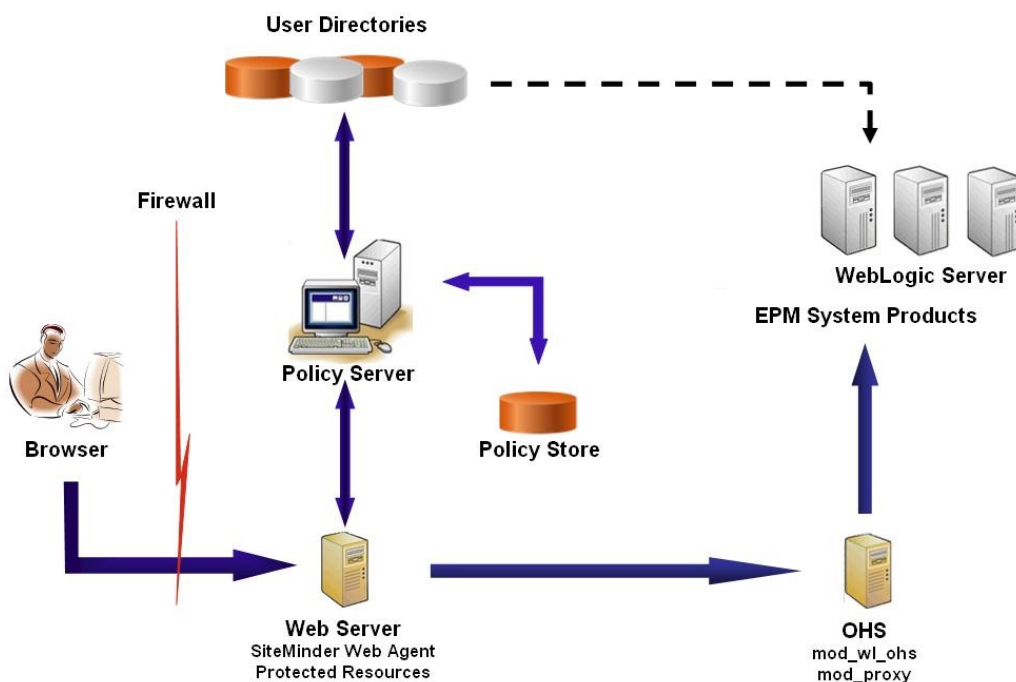 User Directories
Firewall
WebLogic Server
EPM System Products
Policy Server
Browser
Policy Store
Web Server
SiteMinder Web Agent
Protected Resources
OHS
mod_wl_ohs
mod_proxy